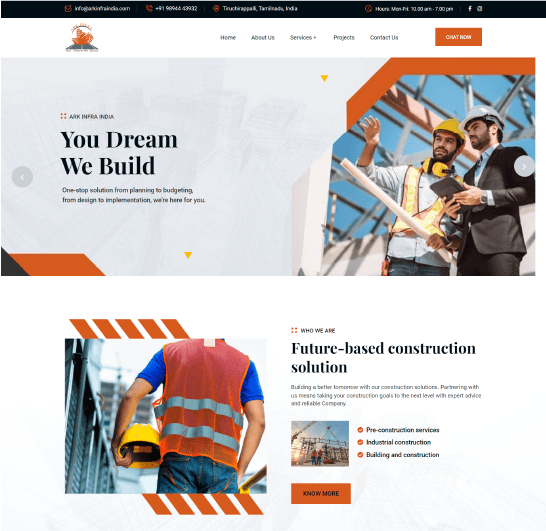 info@arkinfraindia.com +91 98944 43932 Tiruchirappalli, Tamilnadu, India Hours: Mon-Fri: 10.00 am - 7.00 pm
Home About Us Services + Projects Contact Us CHAT NOW
ARK INFRA INDIA
You Dream
We Build
One-stop solution from planning to budgeting,
from design to implementation, we're here for you.
WHO WE ARE
Future-based construction
solution
Building a better tomorrow with our construction solutions. Partnering with
us means taking your construction goals to the next level with expert advice
and reliable Company.
Pre-construction services
Industrial construction
Building and construction
KNOW MORE